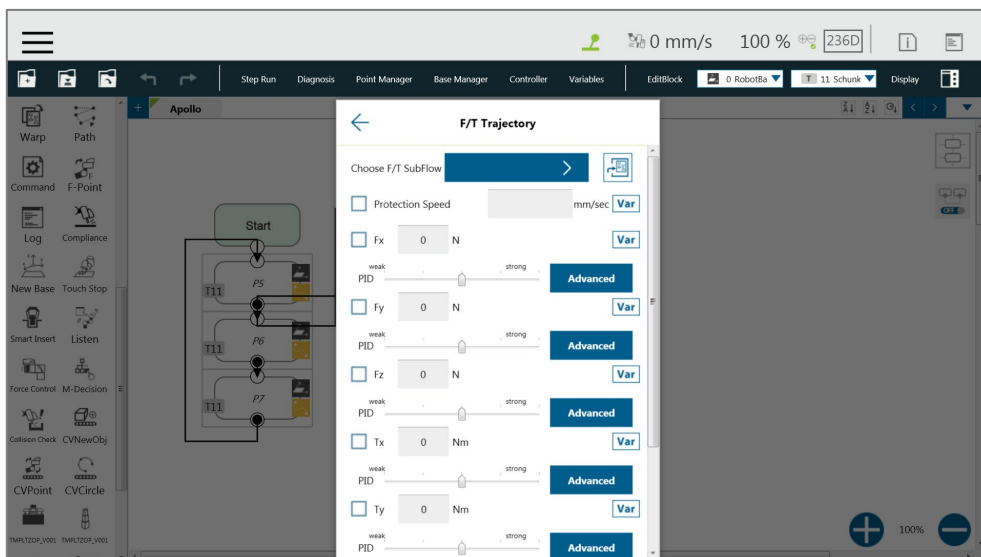 0 mm/s 100 % 236D
Step Run Diagnosis Point Manager Base Manager Controller Variables EditBlock 0 RobotBa T 11 Schunk Display
+ Apollo
Warp Path
Command F-Point
Log Compliance
New Base Touch Stop
Smart Insert Listen
Force Control M-Decision
Collison Check CVNewObj
CVPoint CVCircle
TMPLTZOP_V001 TMPLTZOP_V001
Start
T11 P5
T11 P6
T11 P7
F/T Trajectory
Choose F/T SubFlow
Protection Speed mm/sec Var
Fx 0 N Var
weak strong
PID Advanced
Fy 0 N Var
weak strong
PID Advanced
Fz 0 N Var
weak strong
PID Advanced
Tx 0 Nm Var
weak strong
PID Advanced
Ty 0 Nm Var
weak strong
PID Advanced
OFF
100%